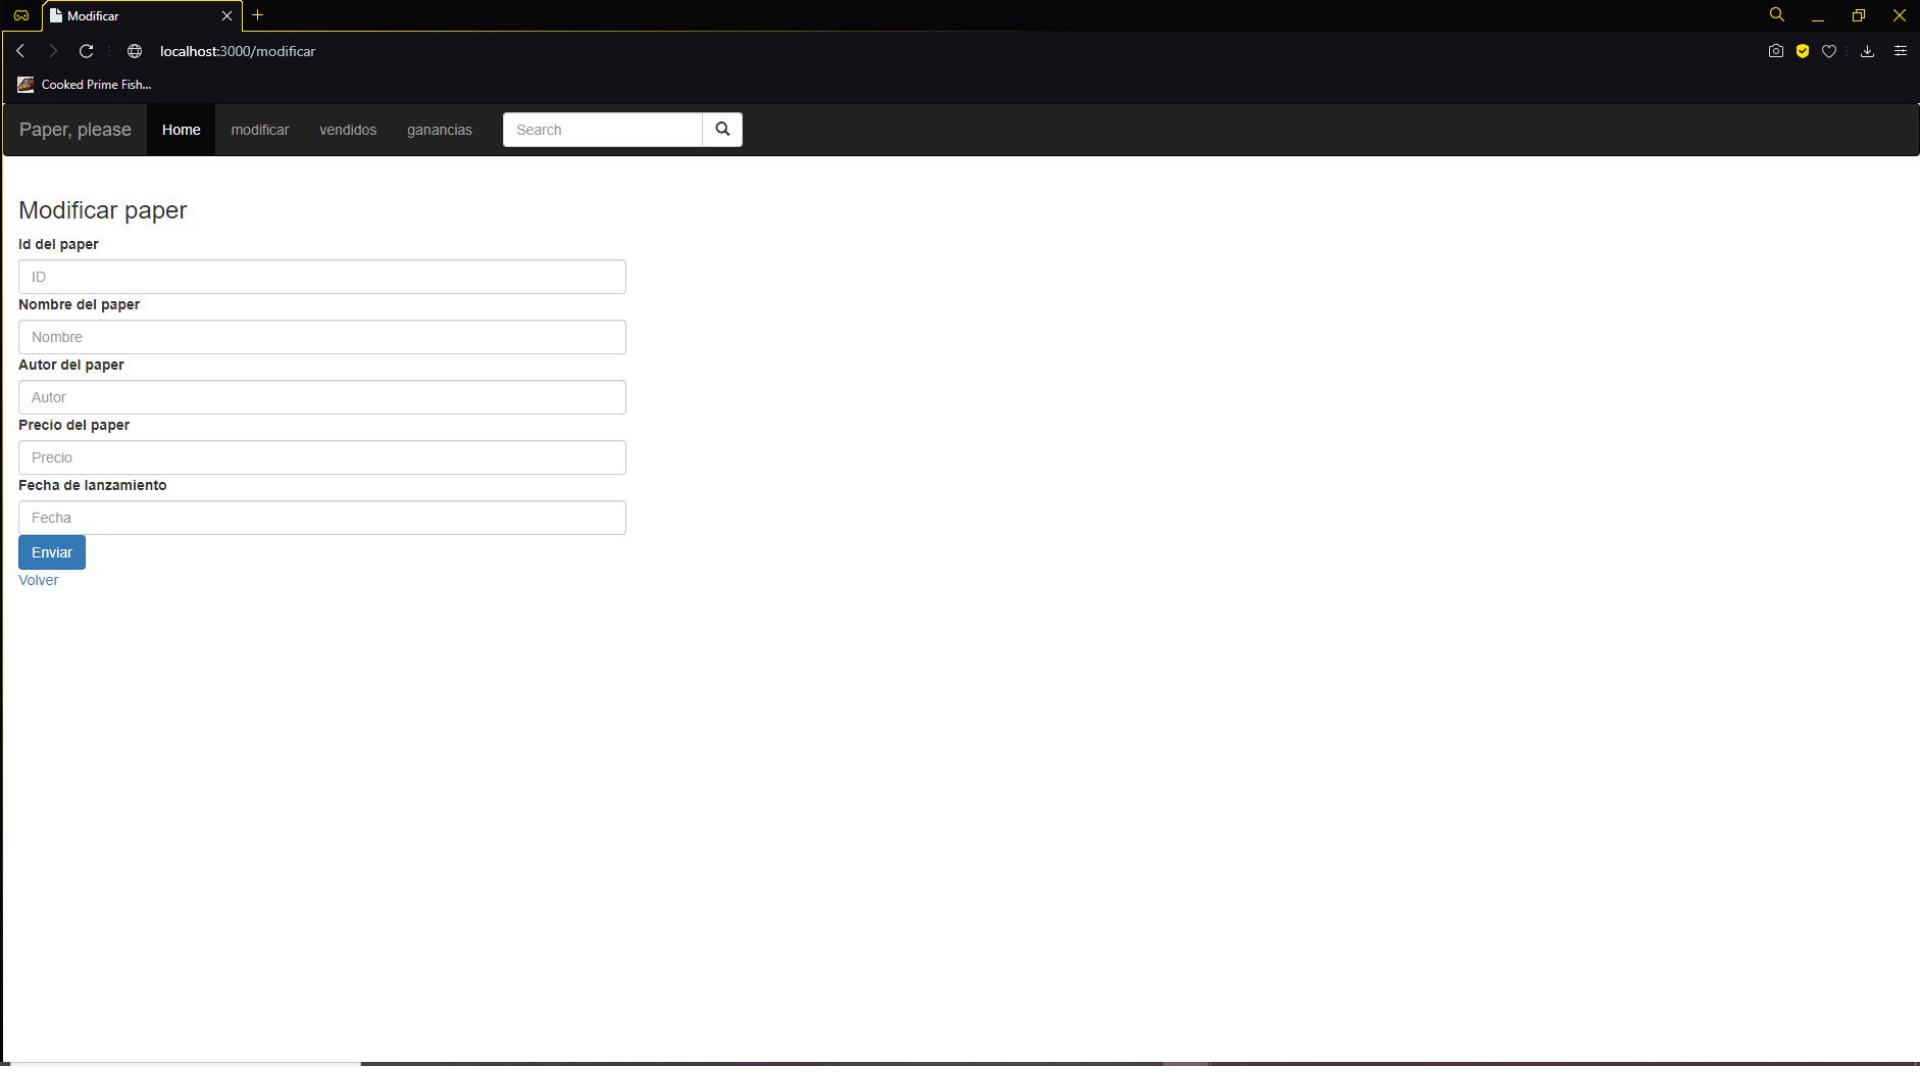 Modificar
localhost:3000/modificar
Cooked Prime Fish...
Paper, please Home modificar vendidos ganancias Search
Modificar paper
Id del paper
ID
Nombre del paper
Nombre
Autor del paper
Autor
Precio del paper
Precio
Fecha de lanzamiento
Fecha
Enviar
Volver